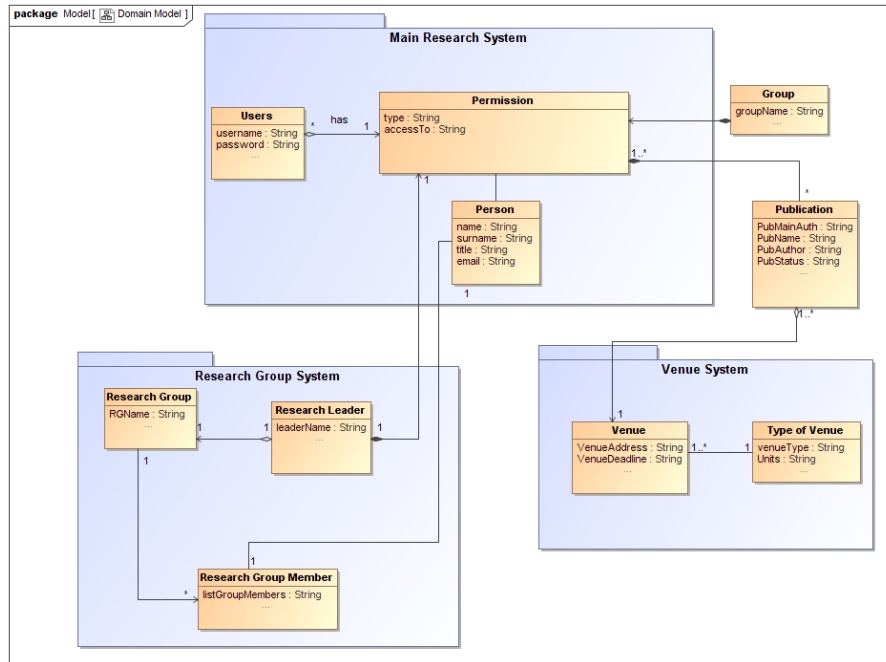 package Model[ Domain Model ]
Main Research System
Users
username : String
password : String
...
*
has
1
Permission
type : String
accessTo : String
Group
groupName : String
...
1..*
*
1
Person
name : String
surname : String
title : String
email : String
1
Publication
PubMainAuth : String
PubName : String
PubAuthor : String
PubStatus : String
...
1..*
Research Group System
Research Group
RGName : String
...
1
1
Research Leader
leaderName : String
...
1
1
1
Research Group Member
listGroupMembers : String
...
*
Venue System
1
Venue
VenueAddress : String
VenueDeadline : String
...
1..*
1
Type of Venue
venueType : String
Units : String
...